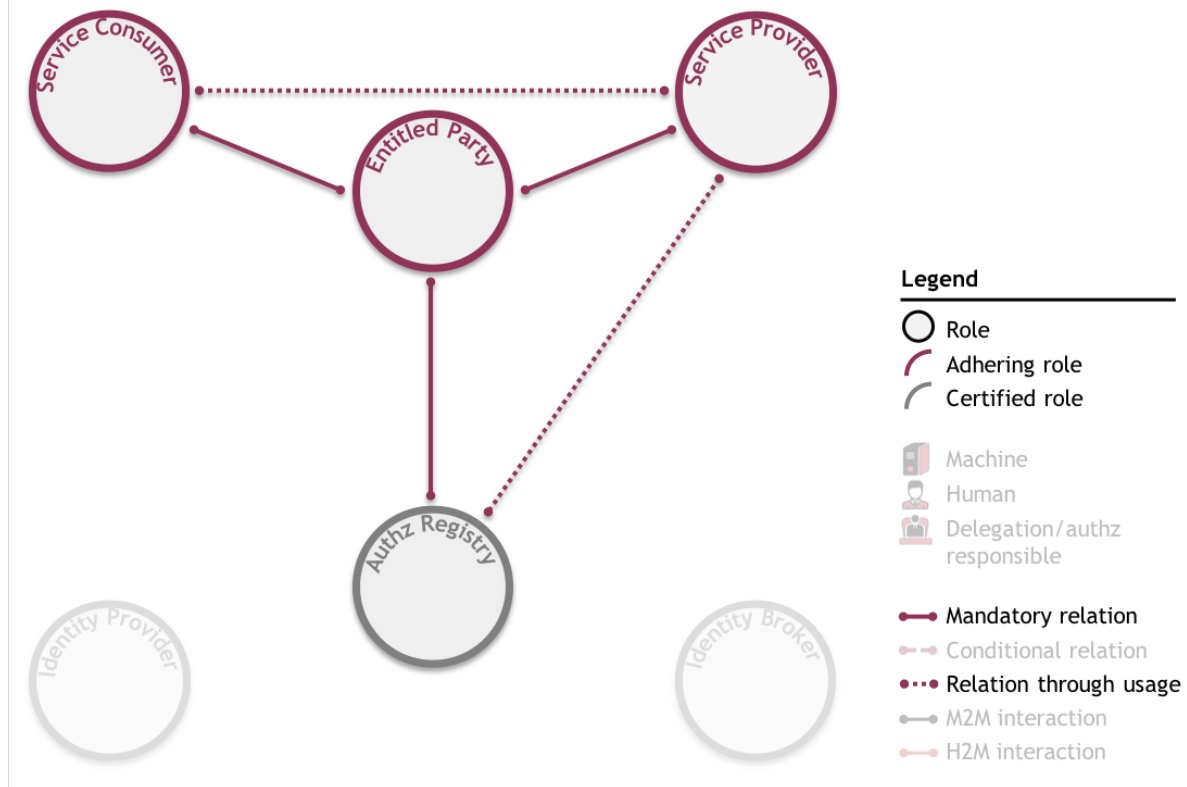 Service Consumer
Service Provider
Entitled Party
Authz Registry
Identity Provider
Identity Broker
Legend
Role
Adhering role
Certified role
Machine
Human
Delegation/authz
responsible
Mandatory relation
Conditional relation
Relation through usage
M2M interaction
H2M interaction